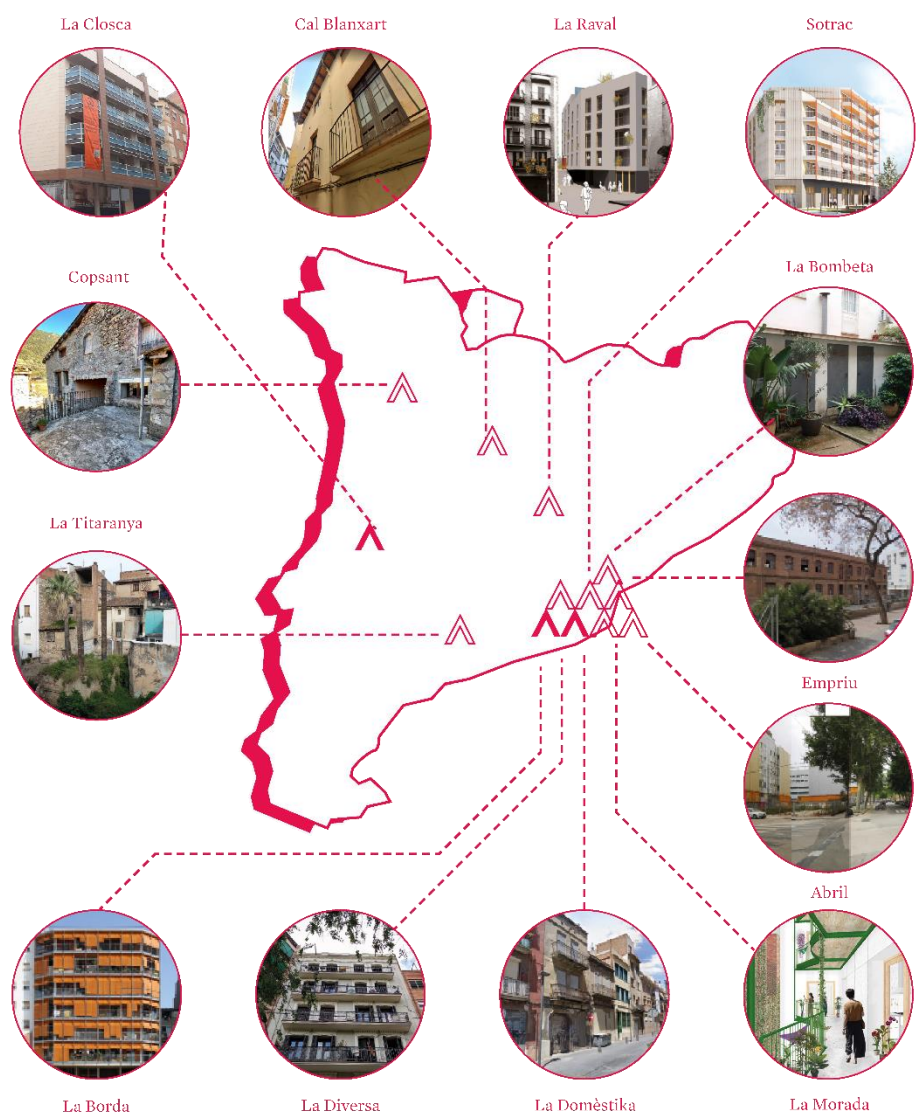 La Closca
Cal Blanxart
La Raval
Sotrac
Copsant
La Bombeta
La Titaranya
Empriu
Abril
La Borda
La Diversa
La Domèstika
La Morada